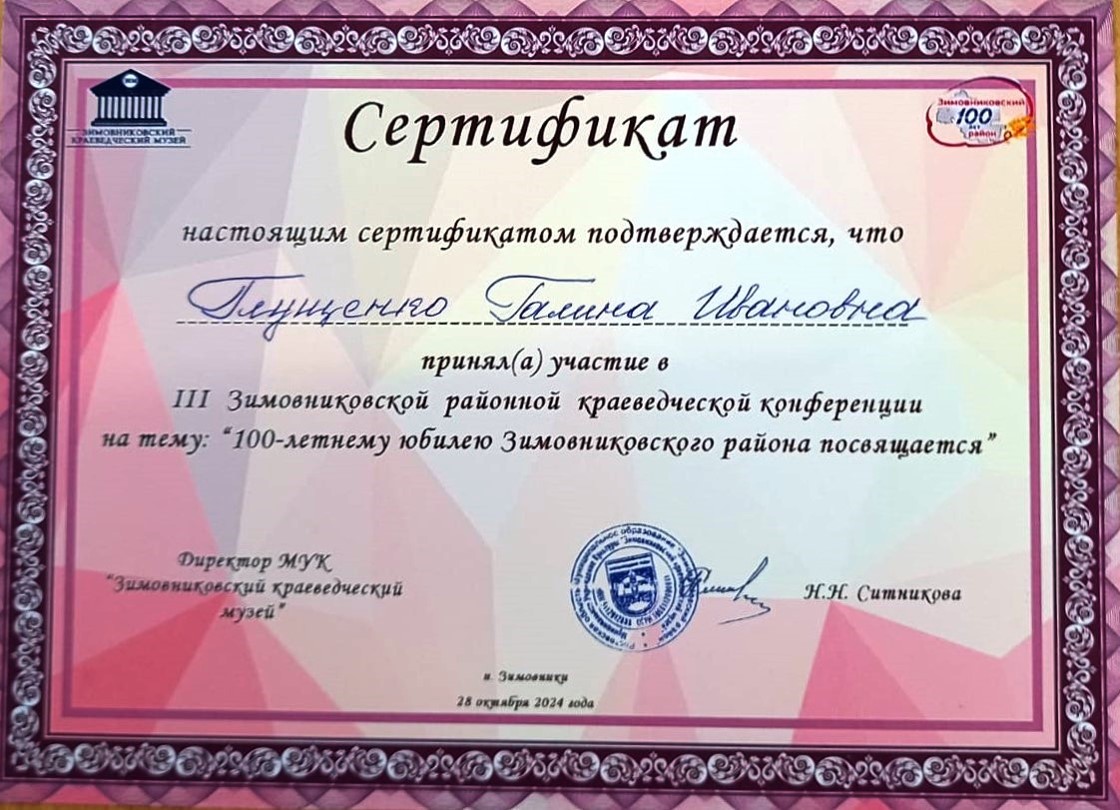 ЗИМОВНИКОВСКИЙ
КРАЕВЕДЧЕСКИЙ МУЗЕЙ
Зимовниковский
100
лет
район
Сертификат
настоящим сертификатом подтверждается, что
Глущенко Галина Ивановна
принял(а) участие в
III Зимовниковской районной краеведческой конференции
на тему: “100-летнему юбилею Зимовниковского района посвящается”
Директор МУК
“Зимовниковский краеведческий
музей”
Н.Н. Ситникова
п. Зимовники
28 октября 2024 года